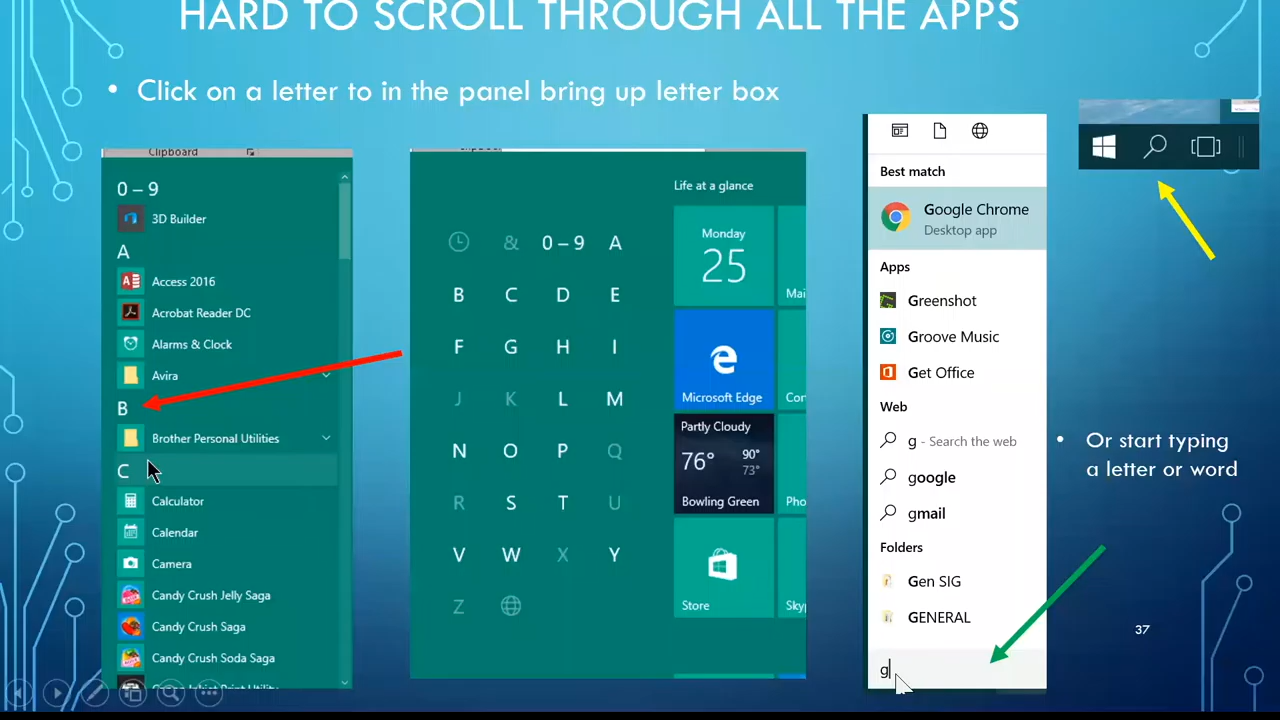 HARD TO SCROLL THROUGH ALL THE APPS
• Click on a letter to in the panel bring up letter box
Clipboard
0 – 9
3D Builder
A
Access 2016
Acrobat Reader DC
Alarms & Clock
Avira
B
Brother Personal Utilities
C
Calculator
Calendar
Camera
Candy Crush Jelly Saga
Candy Crush Saga
Candy Crush Soda Saga
Life at a glance
& 0 – 9 A
B C D E
F G H I
J K L M
N O P Q
R S T U
V W X Y
Z
Monday
25
Mai
Microsoft Edge
Con
Partly Cloudy
76° 90°
73°
Bowling Green
Pho
Store
Skyp
Best match
Google Chrome
Desktop app
Apps
Greenshot
Groove Music
Get Office
Web
g - Search the web
google
gmail
Folders
Gen SIG
GENERAL
g
• Or start typing
a letter or word
37